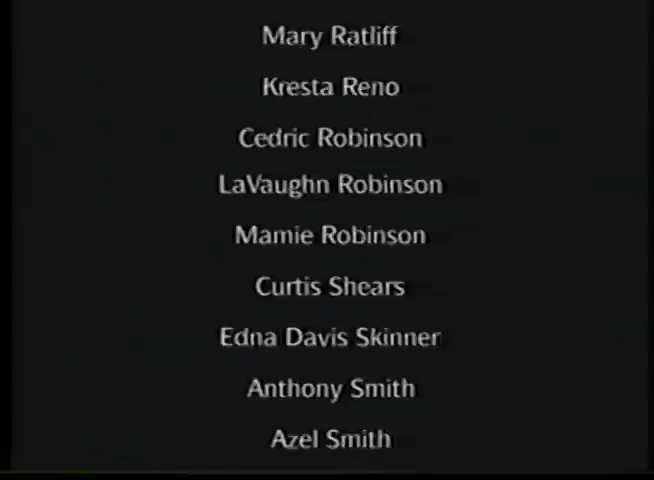 Mary Ratliff
Kresta Reno
Cedric Robinson
LaVaughn Robinson
Mamie Robinson
Curtis Shears
Edna Davis Skinner
Anthony Smith
Azel Smith